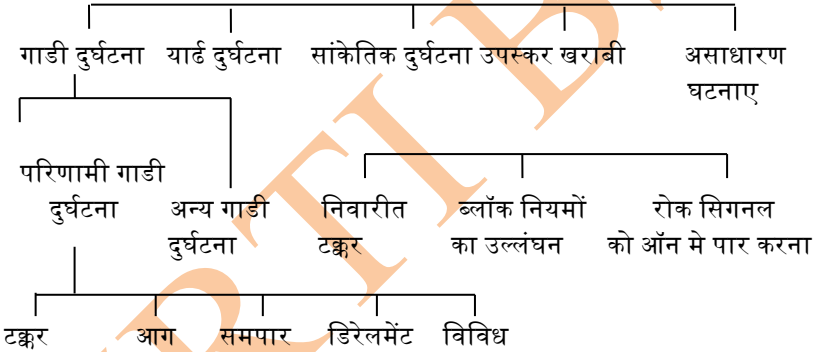 गाडी दुर्घटना यार्ड दुर्घटना सांकेतिक दुर्घटना उपस्कर खराबी असाधारण
घटनाए
परिणामी गाडी
दुर्घटना अन्य गाडी निवारीत ब्लॉक नियमों रोक सिगनल
दुर्घटना टक्कर का उल्लंघन को ऑन मे पार करना
टक्कर आग समपार डिरेलमेंट विविध